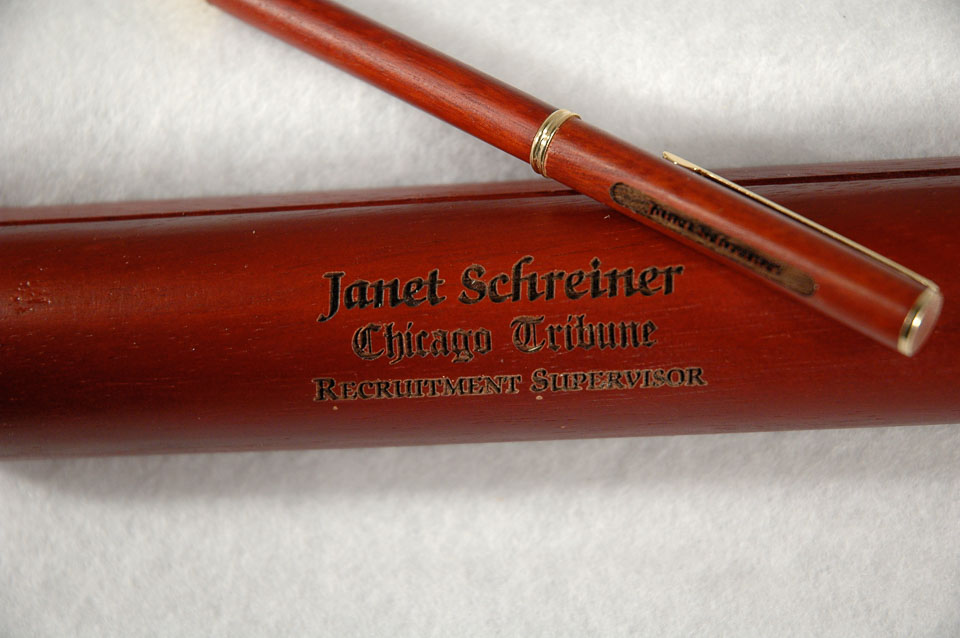 Janet Schreiner
Chicago Tribune
Recruitment Supervisor